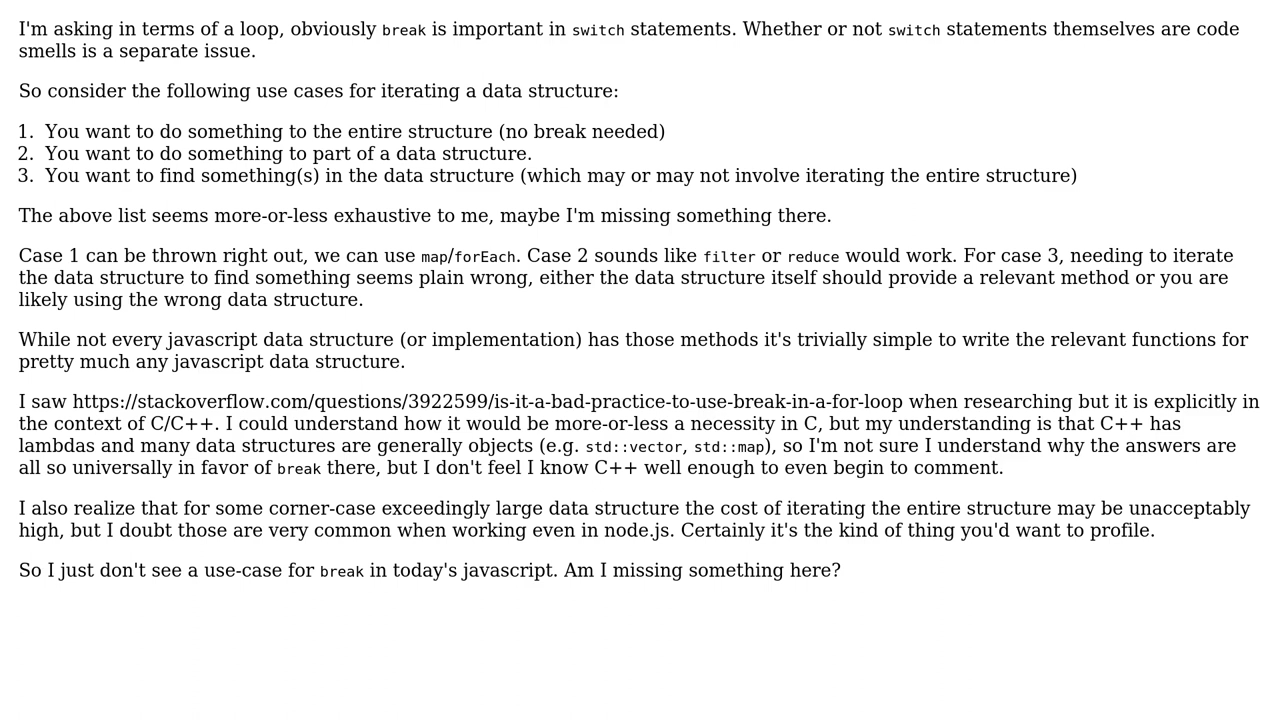 I'm asking in terms of a loop, obviously break is important in switch statements. Whether or not switch statements themselves are code
smells is a separate issue.
So consider the following use cases for iterating a data structure:
1. You want to do something to the entire structure (no break needed)
2. You want to do something to part of a data structure.
3. You want to find something(s) in the data structure (which may or may not involve iterating the entire structure)
The above list seems more-or-less exhaustive to me, maybe I'm missing something there.
Case 1 can be thrown right out, we can use map/forEach. Case 2 sounds like filter or reduce would work. For case 3, needing to iterate
the data structure to find something seems plain wrong, either the data structure itself should provide a relevant method or you are
likely using the wrong data structure.
While not every javascript data structure (or implementation) has those methods it's trivially simple to write the relevant functions for
pretty much any javascript data structure.
I saw https://stackoverflow.com/questions/3922599/is-it-a-bad-practice-to-use-break-in-a-for-loop when researching but it is explicitly in
the context of C/C++. I could understand how it would be more-or-less a necessity in C, but my understanding is that C++ has
lambdas and many data structures are generally objects (e.g. std::vector, std::map), so I'm not sure I understand why the answers are
all so universally in favor of break there, but I don't feel I know C++ well enough to even begin to comment.
I also realize that for some corner-case exceedingly large data structure the cost of iterating the entire structure may be unacceptably
high, but I doubt those are very common when working even in node.js. Certainly it's the kind of thing you'd want to profile.
So I just don't see a use-case for break in today's javascript. Am I missing something here?